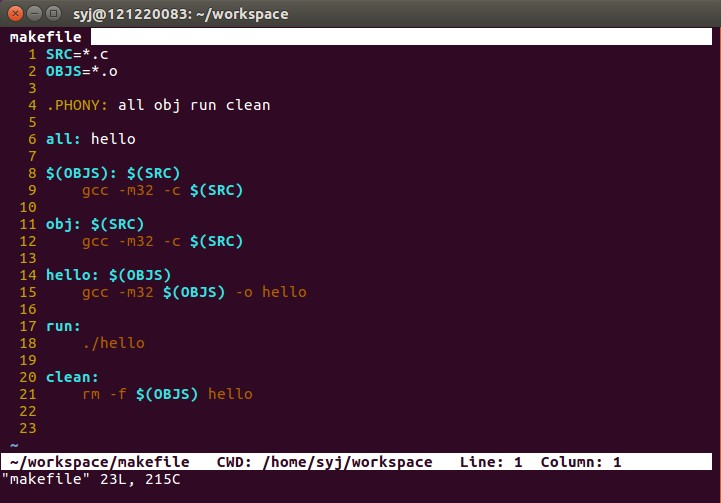 syj@121220083: ~/workspace
makefile
1 SRC=*.c
2 OBJS=*.o
3
4 .PHONY: all obj run clean
5
6 all: hello
7
8 $(OBJS): $(SRC)
9     gcc -m32 -c $(SRC)
10
11 obj: $(SRC)
12     gcc -m32 -c $(SRC)
13
14 hello: $(OBJS)
15     gcc -m32 $(OBJS) -o hello
16
17 run:
18     ./hello
19
20 clean:
21     rm -f $(OBJS) hello
22
23
~
~/workspace/makefile   CWD: /home/syj/workspace   Line: 1  Column: 1
"makefile" 23L, 215C